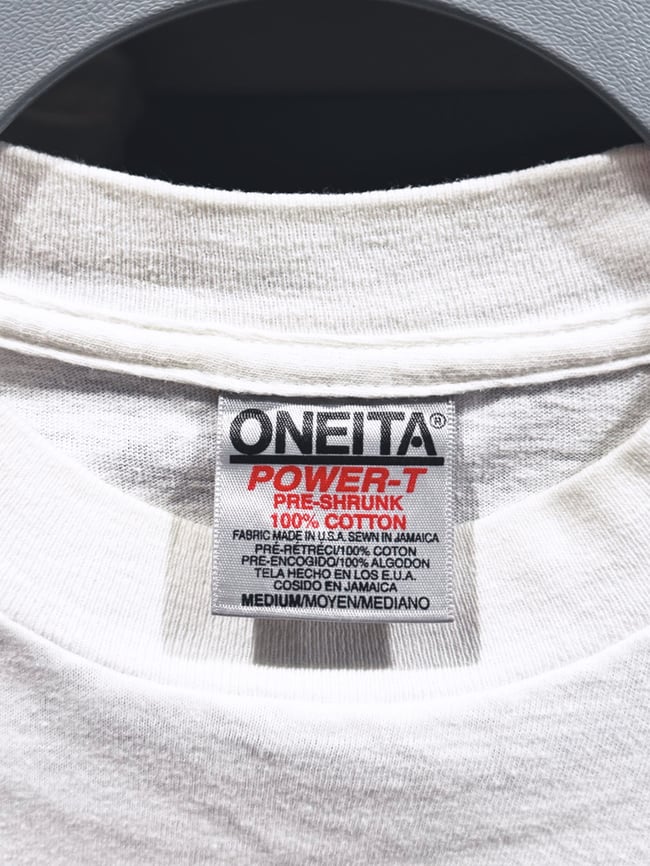 ONEITA®
POWER-T
PRE-SHRUNK
100% COTTON
FABRIC MADE IN U.S.A. SEWN IN JAMAICA
PRÉ-RÉTRÉCI/100% COTON
PRE-ENCOGIDO/100% ALGODON
TELA HECHO EN LOS E.U.A.
COSIDO EN JAMAICA
MEDIUM/MOYEN/MEDIANO